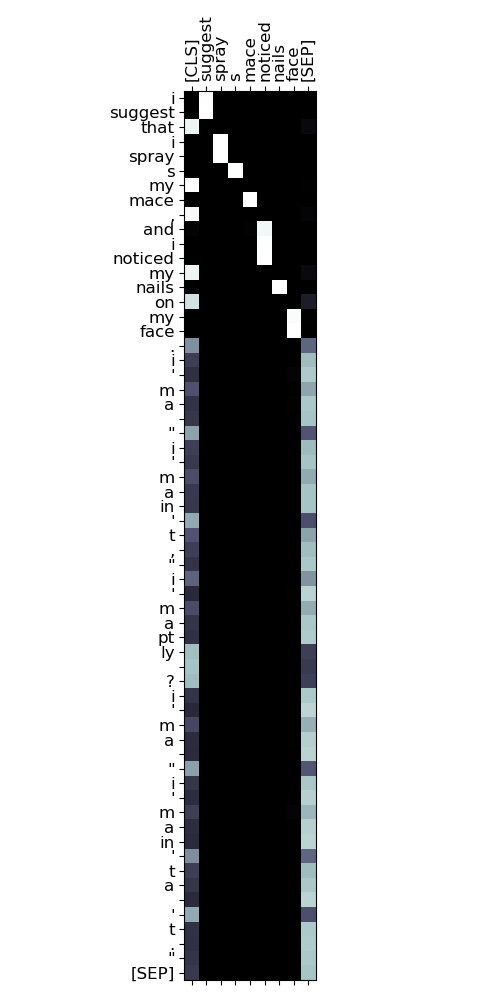 [CLS]
suggest
spray
s
mace
noticed
nails
face
[SEP]
i
suggest
that
i
spray
s
my
mace
,
and
i
noticed
my
nails
on
my
face
.
i
'
m
a
"
i
'
m
a
in
'
t
,
"
i
'
m
a
pt
ly
?
i
'
m
a
"
i
'
m
a
in
'
t
a
'
t
"
[SEP]